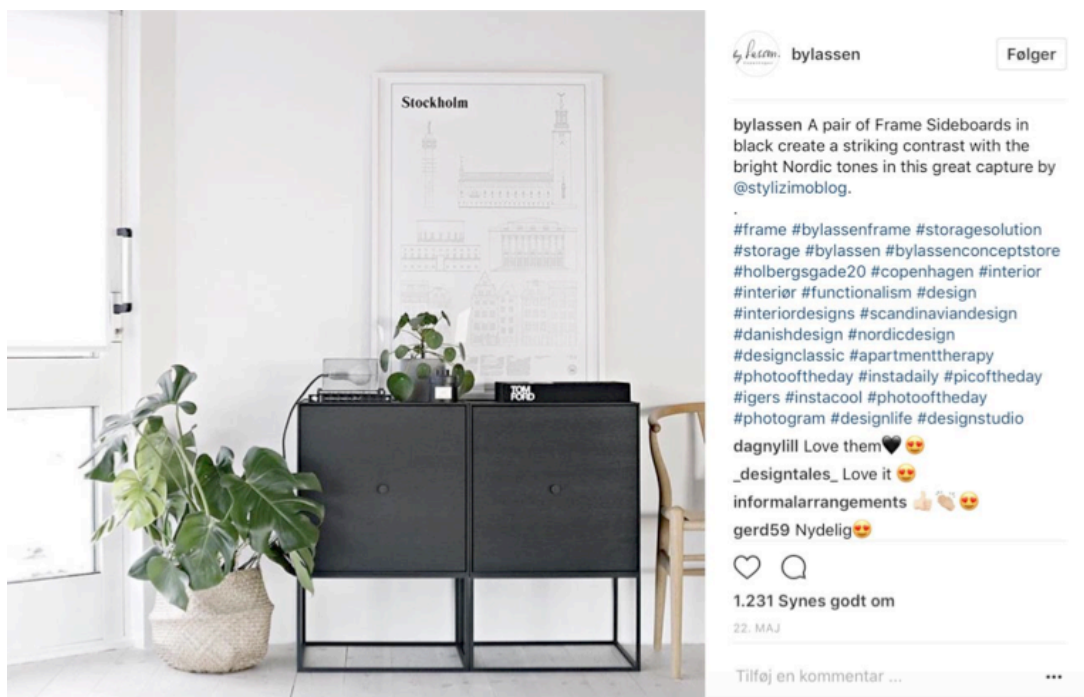 Stockholm
TOM
FORD
by lassen.
bylassen
Følger
bylassen A pair of Frame Sideboards in
black create a striking contrast with the
bright Nordic tones in this great capture by
@stylizimoblog.
.
#frame #bylassenframe #storagesolution
#storage #bylassen #bylassenconceptstore
#holbergsgade20 #copenhagen #interior
#interiør #functionalism #design
#interiordesigns #scandinaviandesign
#danishdesign #nordicdesign
#designclassic #apartmenttherapy
#photooftheday #instadaily #picoftheday
#igers #instacool #photooftheday
#photogram #designlife #designstudio
dagnylill Love them🖤😍
_designtales_ Love it 😍
informalarrangements 👍🏻👏🏻😍
gerd59 Nydelig😍
1.231 Synes godt om
22. MAJ
Tilføj en kommentar ...